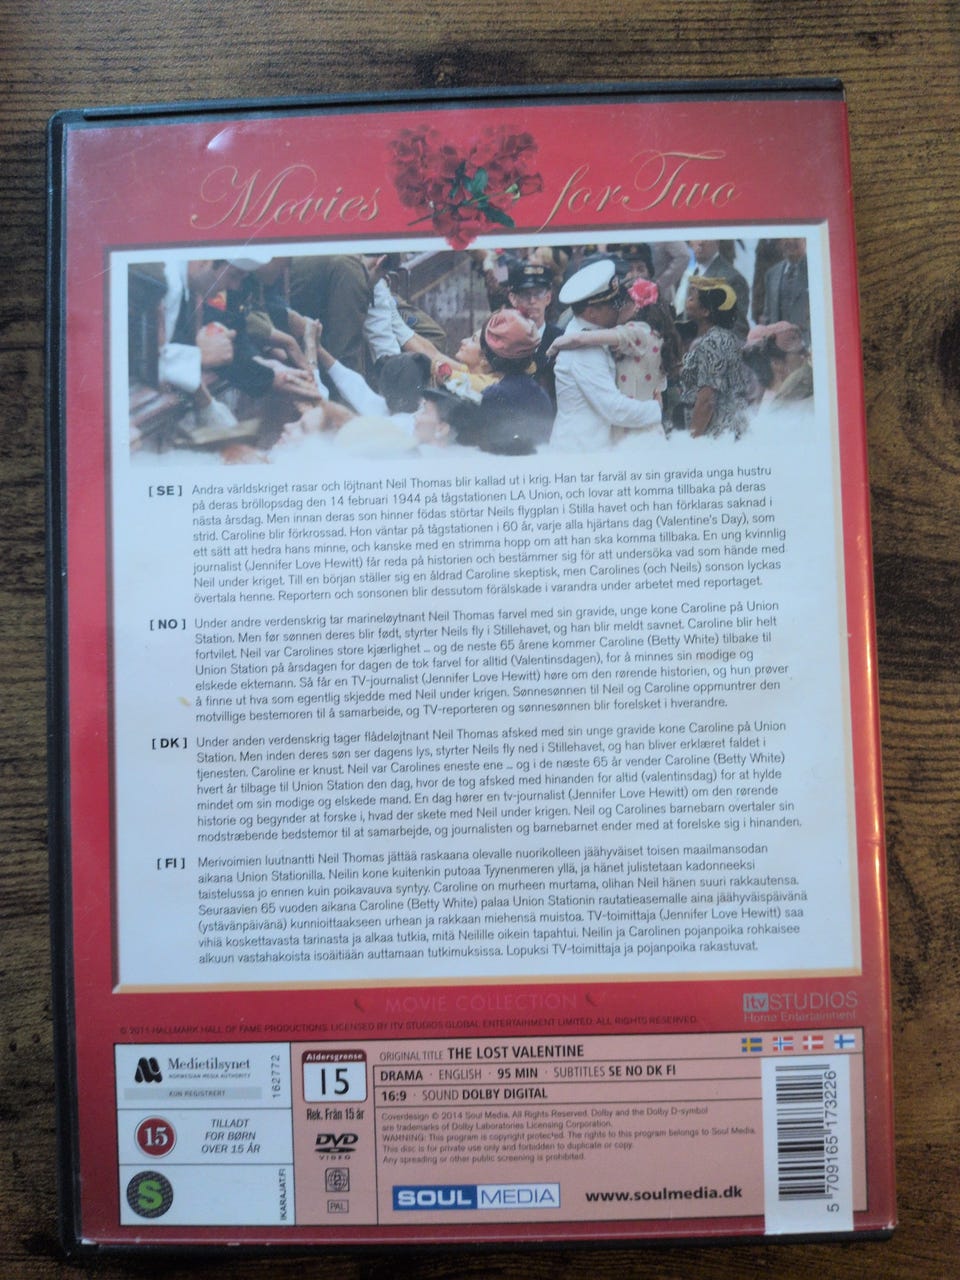 Movies for Two
[ SE ] Andra världskriget rasar och löjtnant Neil Thomas blir kallad ut i krig. Han tar farväl av sin gravida unga hustru
på deras bröllopsdag den 14 februari 1944 på tågstationen LA Union, och lovar att komma tillbaka på deras
nästa årsdag. Men innan deras son hinner födas störtar Neils flygplan i Stilla havet och han förklaras saknad i
strid. Caroline blir förkrossad. Hon väntar på tågstationen i 60 år, varje alla hjärtans dag (Valentine's Day), som
ett sätt att hedra hans minne, och kanske med en strimma hopp om att han ska komma tillbaka. En ung kvinnlig
journalist (Jennifer Love Hewitt) får reda på historien och bestämmer sig för att undersöka vad som hände med
Neil under kriget. Till en början ställer sig en åldrad Caroline skeptisk, men Carolines (och Neils) sonson lyckas
övertala henne. Reportern och sonsonen blir dessutom förälskade i varandra under arbetet med reportaget.
[ NO ] Under andre verdenskrig tar marineløytnant Neil Thomas farvel med sin gravide, unge kone Caroline på Union
Station. Men før sønnen deres blir født, styrter Neils fly i Stillehavet, og han blir meldt savnet. Caroline blir helt
fortvilet. Neil var Carolines store kjærlighet ... og de neste 65 årene kommer Caroline (Betty White) tilbake til
Union Station på årsdagen for dagen de tok farvel for alltid (Valentinsdagen), for å minnes sin modige og
elskede ektemann. Så får en TV-journalist (Jennifer Love Hewitt) høre om den rørende historien, og hun prøver
å finne ut hva som egentlig skjedde med Neil under krigen. Sønnesønnen til Neil og Caroline oppmuntrer den
motvillige bestemoren til å samarbeide, og TV-reporteren og sønnesønnen blir forelsket i hverandre.
[ DK ] Under anden verdenskrig tager flådeløjtnant Neil Thomas afsked med sin unge gravide kone Caroline på Union
Station. Men inden deres søn ser dagens lys, styrter Neils fly ned i Stillehavet, og han bliver erklæret faldet i
tjenesten. Caroline er knust. Neil var Carolines eneste ene ... og i de næste 65 år vender Caroline (Betty White)
hvert år tilbage til Union Station den dag, hvor de tog afsked med hinanden for altid (valentinsdag) for at hylde
mindet om sin modige og elskede mand. En dag hører en tv-journalist (Jennifer Love Hewitt) om den rørende
historie og begynder at forske i, hvad der skete med Neil under krigen. Neil og Carolines barnebarn overtaler sin
modstræbende bedstemor til at samarbejde, og journalisten og barnebarnet ender med at forelske sig i hinanden.
[ FI ] Merivoimien luutnantti Neil Thomas jättää raskaana olevalle nuorikolleen jäähyväiset toisen maailmansodan
aikana Union Stationilla. Neilin kone kuitenkin putoaa Tyynenmeren yllä, ja hänet julistetaan kadonneeksi
taistelussa jo ennen kuin poikavauva syntyy. Caroline on murheen murtama, olihan Neil hänen suuri rakkautensa.
Seuraavien 65 vuoden aikana Caroline (Betty White) palaa Union Stationin rautatieasemalle aina jäähyväispäivänä
(ystävänpäivänä) kunnioittaakseen urhean ja rakkaan miehensä muistoa. TV-toimittaja (Jennifer Love Hewitt) saa
vihiä koskettavasta tarinasta ja alkaa tutkia, mitä Neilille oikein tapahtui. Neilin ja Carolinen pojanpoika rohkaisee
alkuun vastahakoista isoäitiään auttamaan tutkimuksissa. Lopuksi TV-toimittaja ja pojanpoika rakastuvat.
MOVIE COLLECTION
itv STUDIOS
Home Entertainment
© 2011 HALLMARK HALL OF FAME PRODUCTIONS. LICENSED BY ITV STUDIOS GLOBAL ENTERTAINMENT LIMITED. ALL RIGHTS RESERVED.
Medietilsynet
NORWEGIAN MEDIA AUTHORITY
KUN REGISTRERT
162772
15
TILLADT
FOR BØRN
OVER 15 ÅR
S
IKARAJAT.FI
Aldersgrense
15
Rek. Från 15 år
DVD
VIDEO
2
PAL
ORIGINAL TITLE THE LOST VALENTINE
DRAMA · ENGLISH · 95 MIN · SUBTITLES SE NO DK FI
16:9 · SOUND DOLBY DIGITAL
Coverdesign © 2014 Soul Media. All Rights Reserved. Dolby and the Dolby D-symbol
are trademarks of Dolby Laboratories Licensing Corporation.
WARNING: This program is copyright protected. The rights to this program belongs to Soul Media.
This disc is for private use only and forbidden to duplicate or copy.
Any spreading or other public screening is prohibited.
SOUL MEDIA
www.soulmedia.dk
5 709165 173226